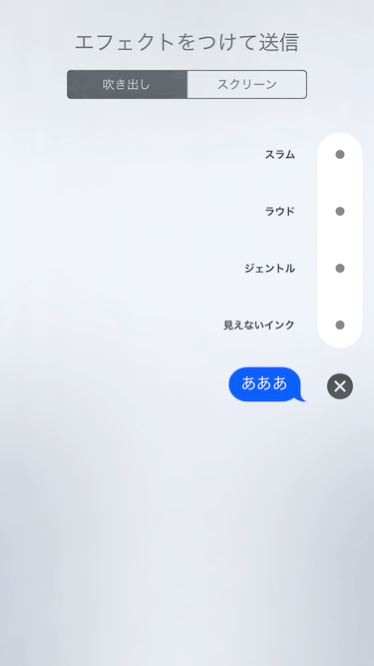 エフェクトをつけて送信
吹き出し
スクリーン
スラム
ラウド
ジェントル
見えないインク
あああ